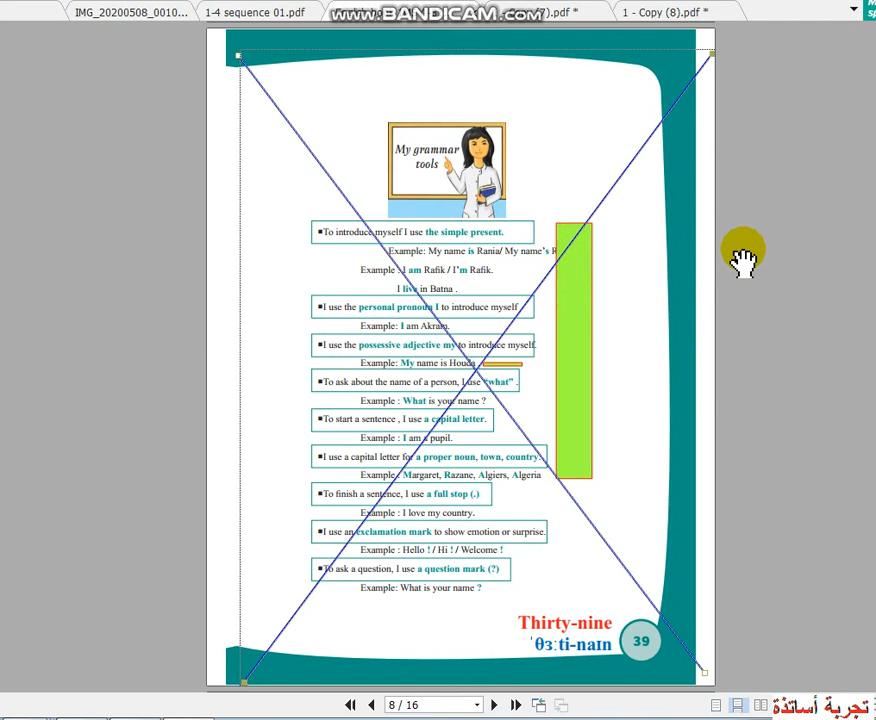 IMG_20200508_0010...
1-4 sequence 01.pdf
www.BANDICAM.com
7).pdf *
1 - Copy (8).pdf *
My grammar
tools
▪To introduce myself I use the simple present.
Example: My name is Rania/ My name's R
Example : I am Rafik / I'm Rafik.
I live in Batna .
▪I use the personal pronoun I to introduce myself
Example: I am Akram.
▪I use the possessive adjective my to introduce myself.
Example: My name is Houda
▪To ask about the name of a person, I use "what" .
Example : What is your name ?
▪To start a sentence , I use a capital letter.
Example : I am a pupil.
▪I use a capital letter for a proper noun, town, country.
Example : Margaret, Razane, Algiers, Algeria
▪To finish a sentence, I use a full stop (.)
Example : I love my country.
▪I use an exclamation mark to show emotion or surprise.
Example : Hello ! / Hi ! / Welcome !
▪To ask a question, I use a question mark (?)
Example: What is your name ?
Thirty-nine
ˈθɜːti-naɪn
39
8 / 16
تجربة أساتذة